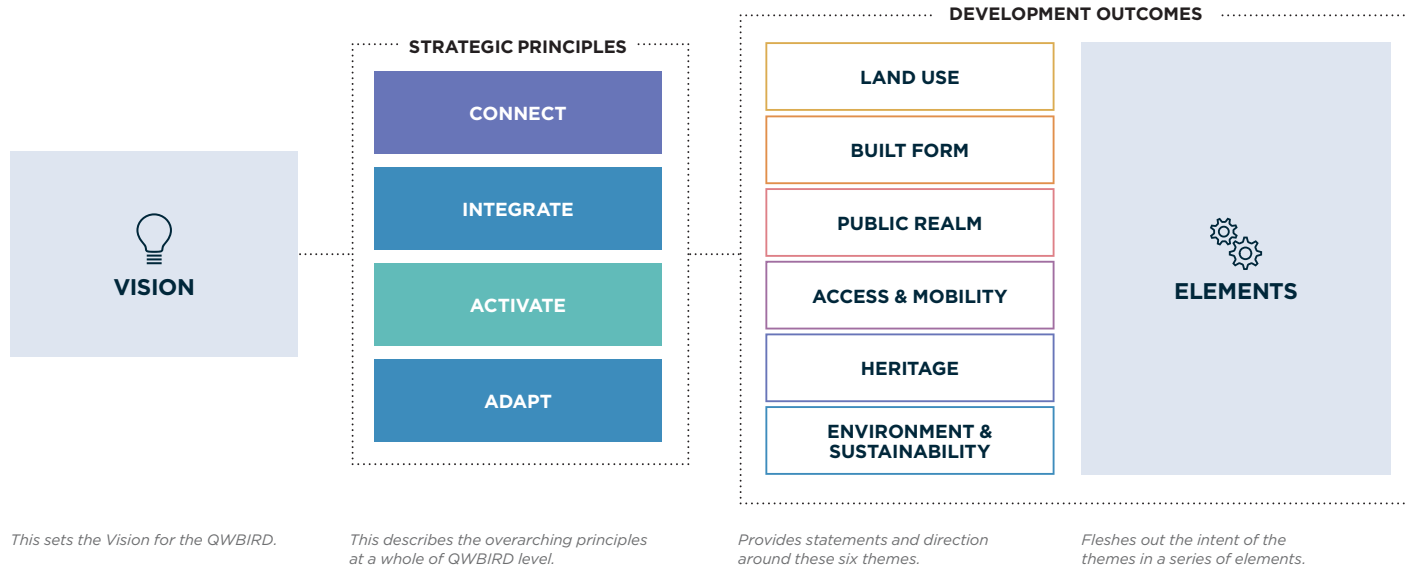 VISION
This sets the Vision for the QWBIRD.
STRATEGIC PRINCIPLES
CONNECT
INTEGRATE
ACTIVATE
ADAPT
This describes the overarching principles
at a whole of QWBIRD level.
DEVELOPMENT OUTCOMES
LAND USE
BUILT FORM
PUBLIC REALM
ACCESS & MOBILITY
HERITAGE
ENVIRONMENT &
SUSTAINABILITY
Provides statements and direction
around these six themes.
ELEMENTS
Fleshes out the intent of the
themes in a series of elements.